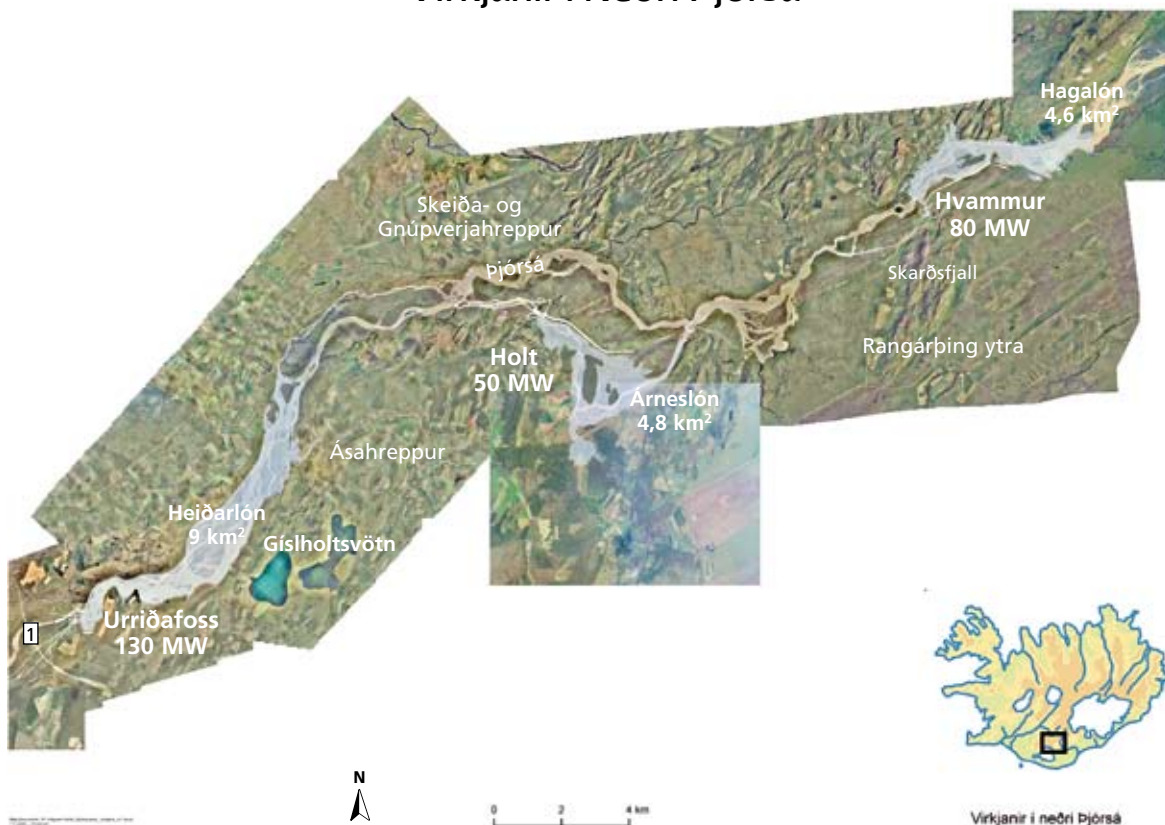 Virkjanir í Neðri Þjórsá
Hagalón
4,6 km²
Skeiða- og
Gnúpverjahreppur
Hvammur
80 MW
Þjórsá
Skarðsfjall
Rangárþing ytra
Holt
50 MW
Árneslón
4,8 km²
Ásahreppur
Heiðarlón
9 km²
Gíslholtsvötn
Urriðafoss
130 MW
1
N
0 2 4 km
Virkjanir í neðri Þjórsá